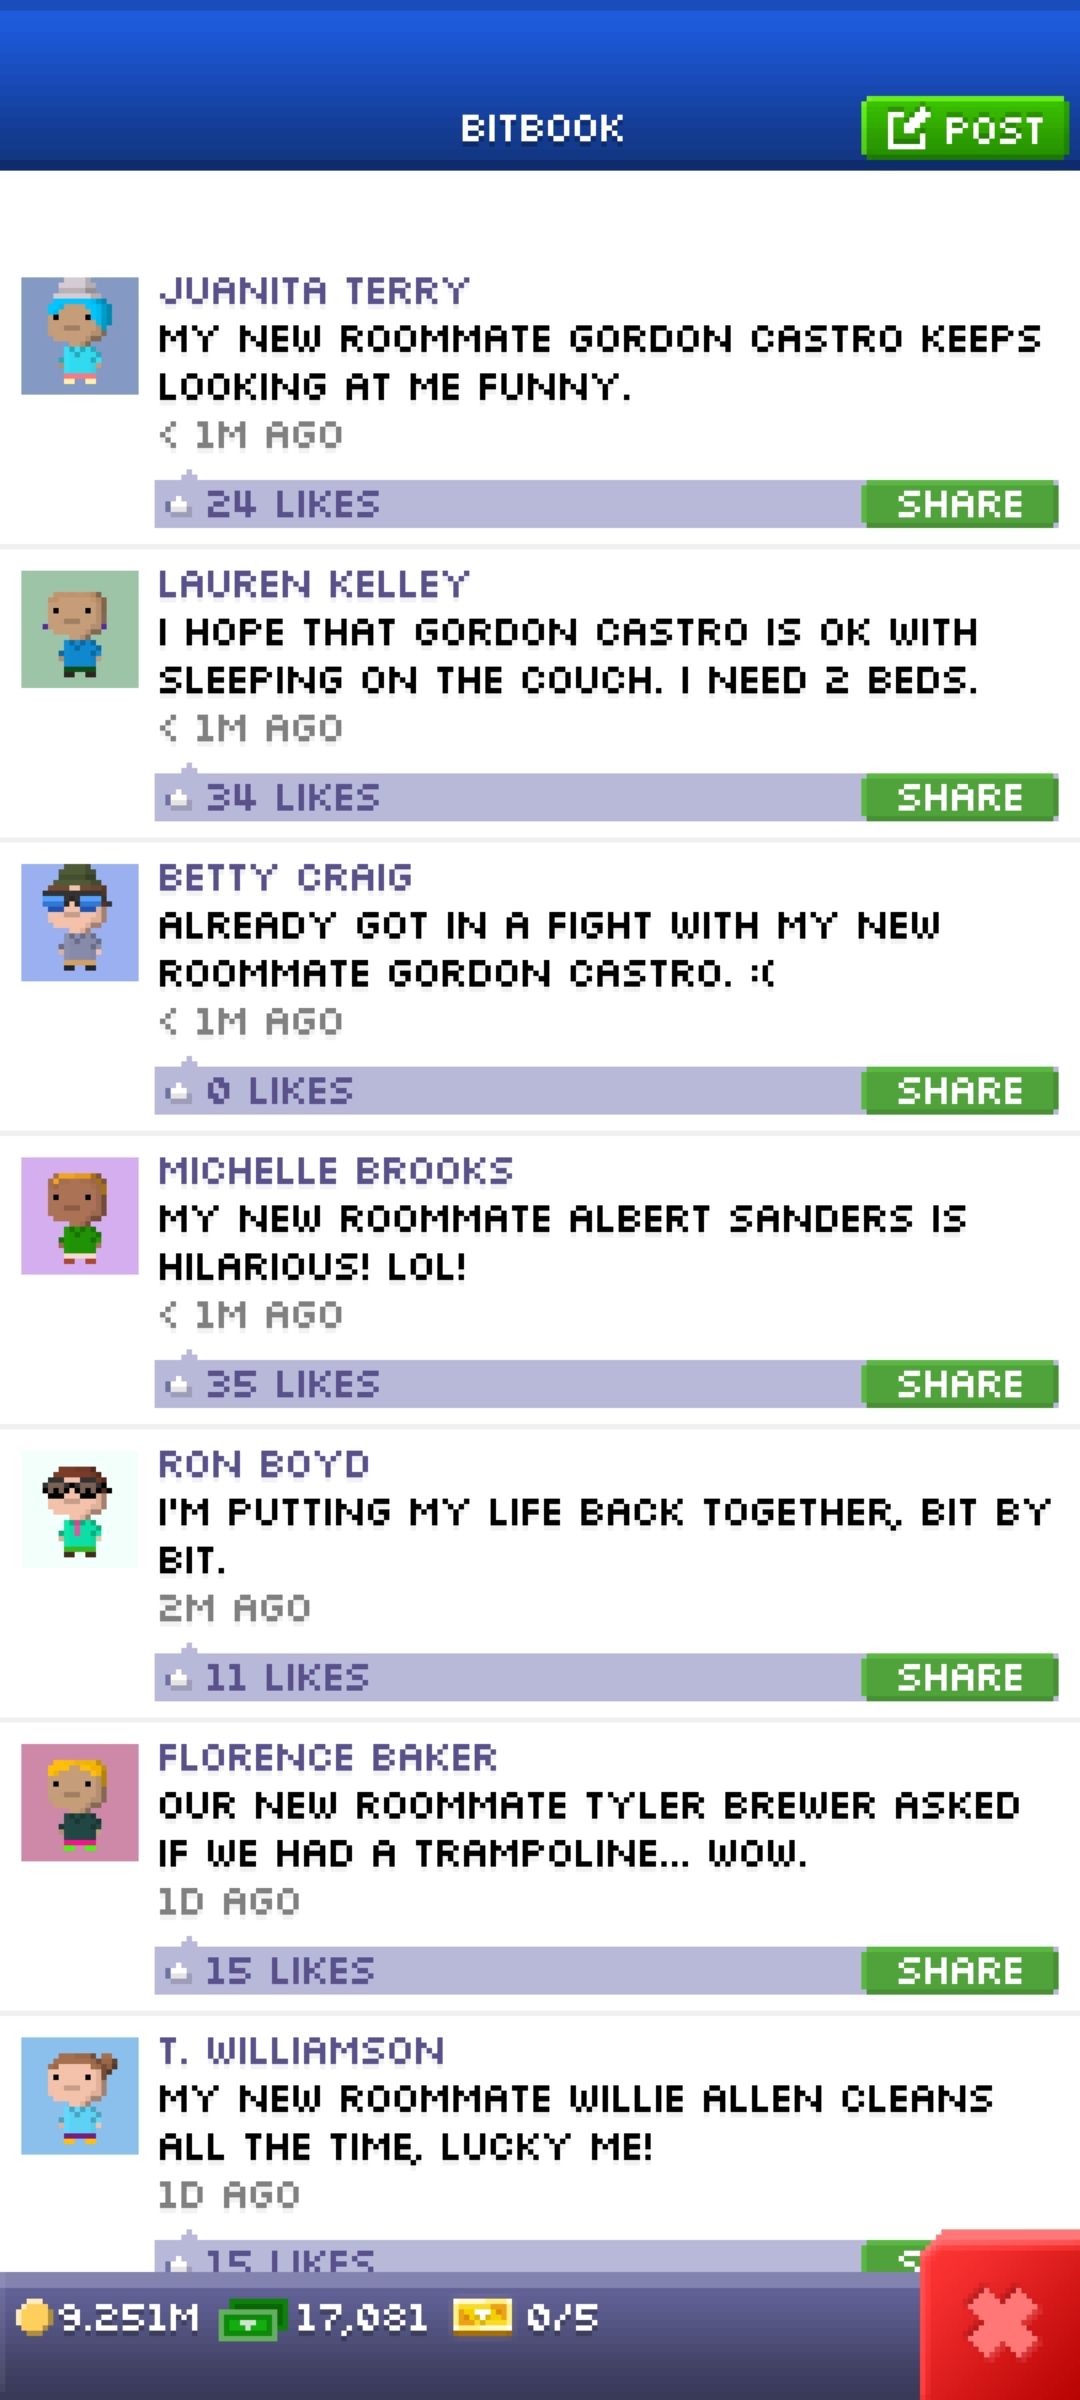 BITBOOK
POST
JUANITA TERRY
MY NEW ROOMMATE GORDON CASTRO KEEPS
LOOKING AT ME FUNNY.
< 1M AGO
24 LIKES
SHARE
LAUREN KELLEY
I HOPE THAT GORDON CASTRO IS OK WITH
SLEEPING ON THE COUCH. I NEED 2 BEDS.
< 1M AGO
34 LIKES
SHARE
BETTY CRAIG
ALREADY GOT IN A FIGHT WITH MY NEW
ROOMMATE GORDON CASTRO. :(
< 1M AGO
0 LIKES
SHARE
MICHELLE BROOKS
MY NEW ROOMMATE ALBERT SANDERS IS
HILARIOUS! LOL!
< 1M AGO
35 LIKES
SHARE
RON BOYD
I'M PUTTING MY LIFE BACK TOGETHER, BIT BY
BIT.
2M AGO
11 LIKES
SHARE
FLORENCE BAKER
OUR NEW ROOMMATE TYLER BREWER ASKED
IF WE HAD A TRAMPOLINE... WOW.
1D AGO
15 LIKES
SHARE
T. WILLIAMSON
MY NEW ROOMMATE WILLIE ALLEN CLEANS
ALL THE TIME, LUCKY ME!
1D AGO
15 LIKES
9.251M 17,081 0/5